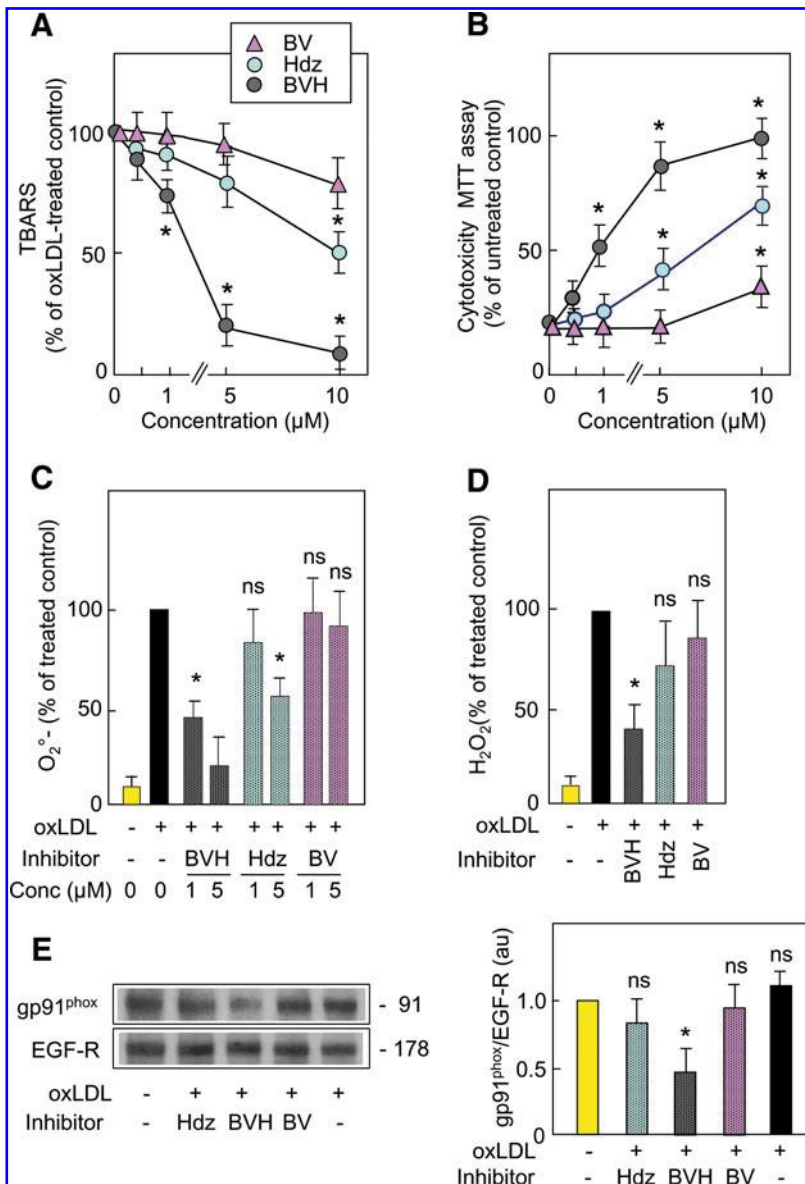 A
BV
Hdz
BVH
TBARS
(% of oxLDL-treated control)
100
50
0
*
*
*
*
0 1 5 10
Concentration (µM)
B
Cytotoxicity MTT assay
(% of untreated control)
100
50
0
*
*
*
*
*
*
0 1 5 10
Concentration (µM)
C
O2°- (% of treated control)
100
50
0
* ns * ns ns
oxLDL - + + + + + + +
Inhibitor - - BVH Hdz BV
Conc (µM) 0 0 1 5 1 5 1 5
D
H2O2(% of tretated control)
100
50
0
* ns ns
oxLDL - + + + +
Inhibitor - - BVH Hdz BV
E
gp91phox - 91
EGF-R - 178
oxLDL - + + + +
Inhibitor - Hdz BVH BV -
gp91phox/EGF-R (au)
1.0
0.5
0
ns * ns ns
oxLDL - + + + +
Inhibitor - Hdz BVH BV -